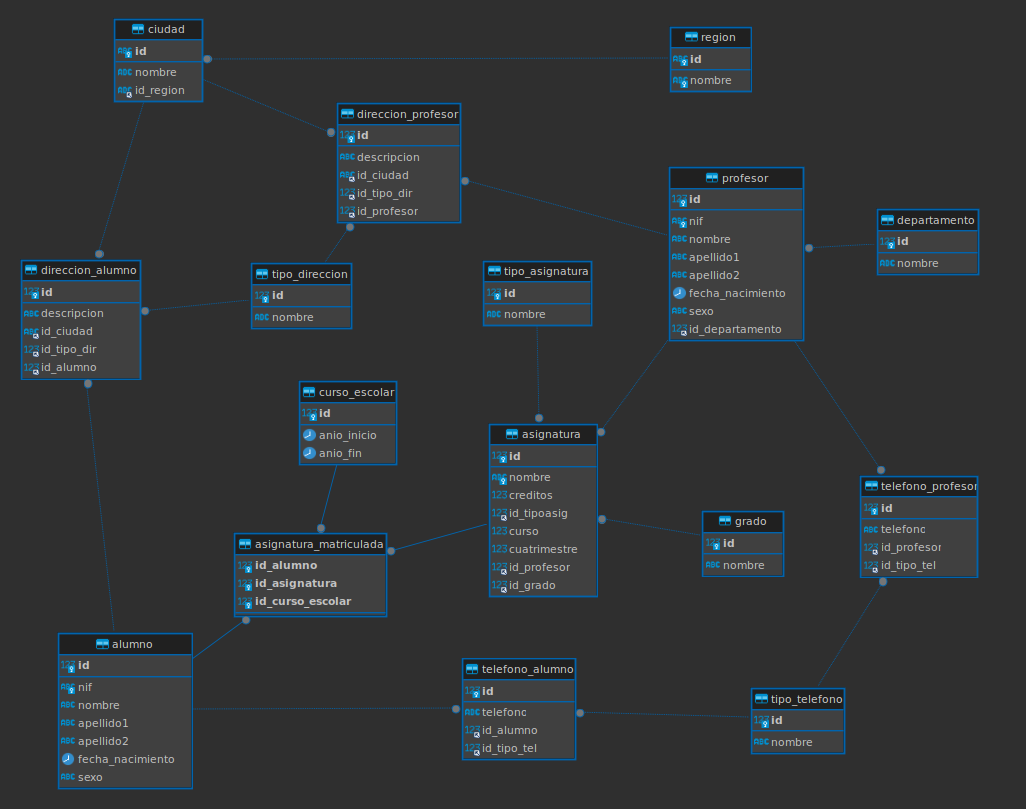 ciudad
id
nombre
id_region
region
id
nombre
direccion_profesor
id
descripcion
id_ciudad
id_tipo_dir
id_profesor
profesor
id
nif
nombre
apellido1
apellido2
fecha_nacimiento
sexo
id_departamento
departamento
id
nombre
direccion_alumno
id
descripcion
id_ciudad
id_tipo_dir
id_alumno
tipo_direccion
id
nombre
tipo_asignatura
id
nombre
curso_escolar
id
anio_inicio
anio_fin
asignatura
id
nombre
creditos
id_tipoasig
curso
cuatrimestre
id_profesor
id_grado
telefono_profesor
id
telefonc
id_profesor
id_tipo_tel
grado
id
nombre
asignatura_matriculada
id_alumno
id_asignatura
id_curso_escolar
alumno
id
nif
nombre
apellido1
apellido2
fecha_nacimiento
sexo
telefono_alumno
id
telefonc
id_alumno
id_tipo_tel
tipo_telefono
id
nombre